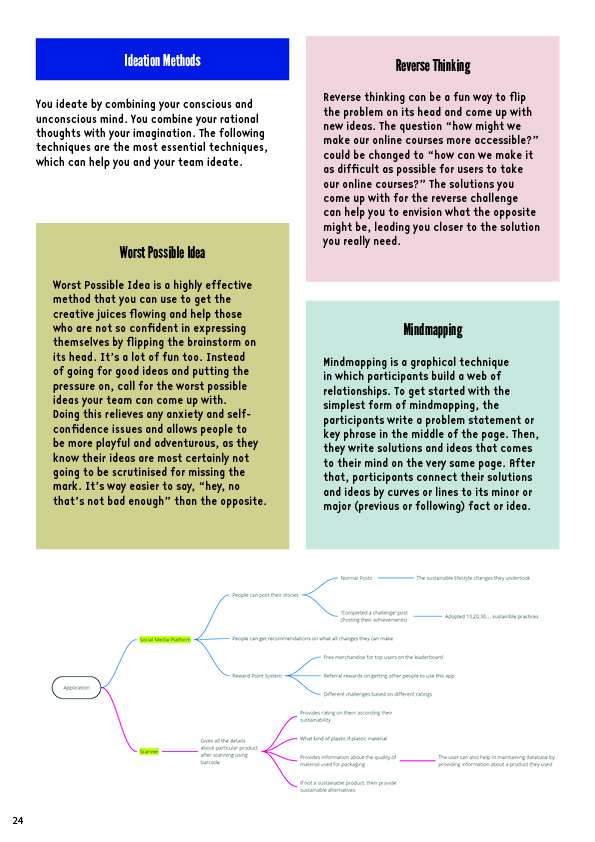 Ideation Methods
You ideate by combining your conscious and
unconscious mind. You combine your rational
thoughts with your imagination. The following
techniques are the most essential techniques,
which can help you and your team ideate.
Worst Possible Idea
Worst Possible Idea is a highly effective
method that you can use to get the
creative juices flowing and help those
who are not so confident in expressing
themselves by flipping the brainstorm on
its head. It's a lot of fun too. Instead
of going for good ideas and putting the
pressure on, call for the worst possible
ideas your team can come up with.
Doing this relieves any anxiety and self-
confidence issues and allows people to
be more playful and adventurous, as they
know their ideas are most certainly not
going to be scrutinised for missing the
mark. It's way easier to say, "hey, no
that's not bad enough" than the opposite.
Reverse Thinking
Reverse thinking can be a fun way to flip
the problem on its head and come up with
new ideas. The question "how might we
make our online courses more accessible?"
could be changed to "how can we make it
as difficult as possible for users to take
our online courses?" The solutions you
come up with for the reverse challenge
can help you to envision what the opposite
might be, leading you closer to the solution
you really need.
Mindmapping
Mindmapping is a graphical technique
in which participants build a web of
relationships. To get started with the
simplest form of mindmapping, the
participants write a problem statement or
key phrase in the middle of the page. Then,
they write solutions and ideas that comes
to their mind on the very same page. After
that, participants connect their solutions
and ideas by curves or lines to its minor or
major (previous or following) fact or idea.
Application
Social Media Platform
People can post their stories
Normal Posts
The sustainable lifestyle changes they undertook
'Completed a challenge' post
(Posting their achievements)
Adopted 10,20,30,... sustainble practices
People can get recommendations on what all changes they can make
Reward Point System
Free merchandise for top users on the leaderboard
Referral rewards on getting other people to use this app
Different challenges based on different ratings
Scanner
Gives all the details
about particular product
after scanning using
barcode
Provides rating on them according their
sustainability
What kind of plastic if plastic material
Provides information about the quality of
material used for packaging
The user can also help in maintaining database by
providing information about a product they used
If not a sustainable product, then provide
sustainable alternatives
24